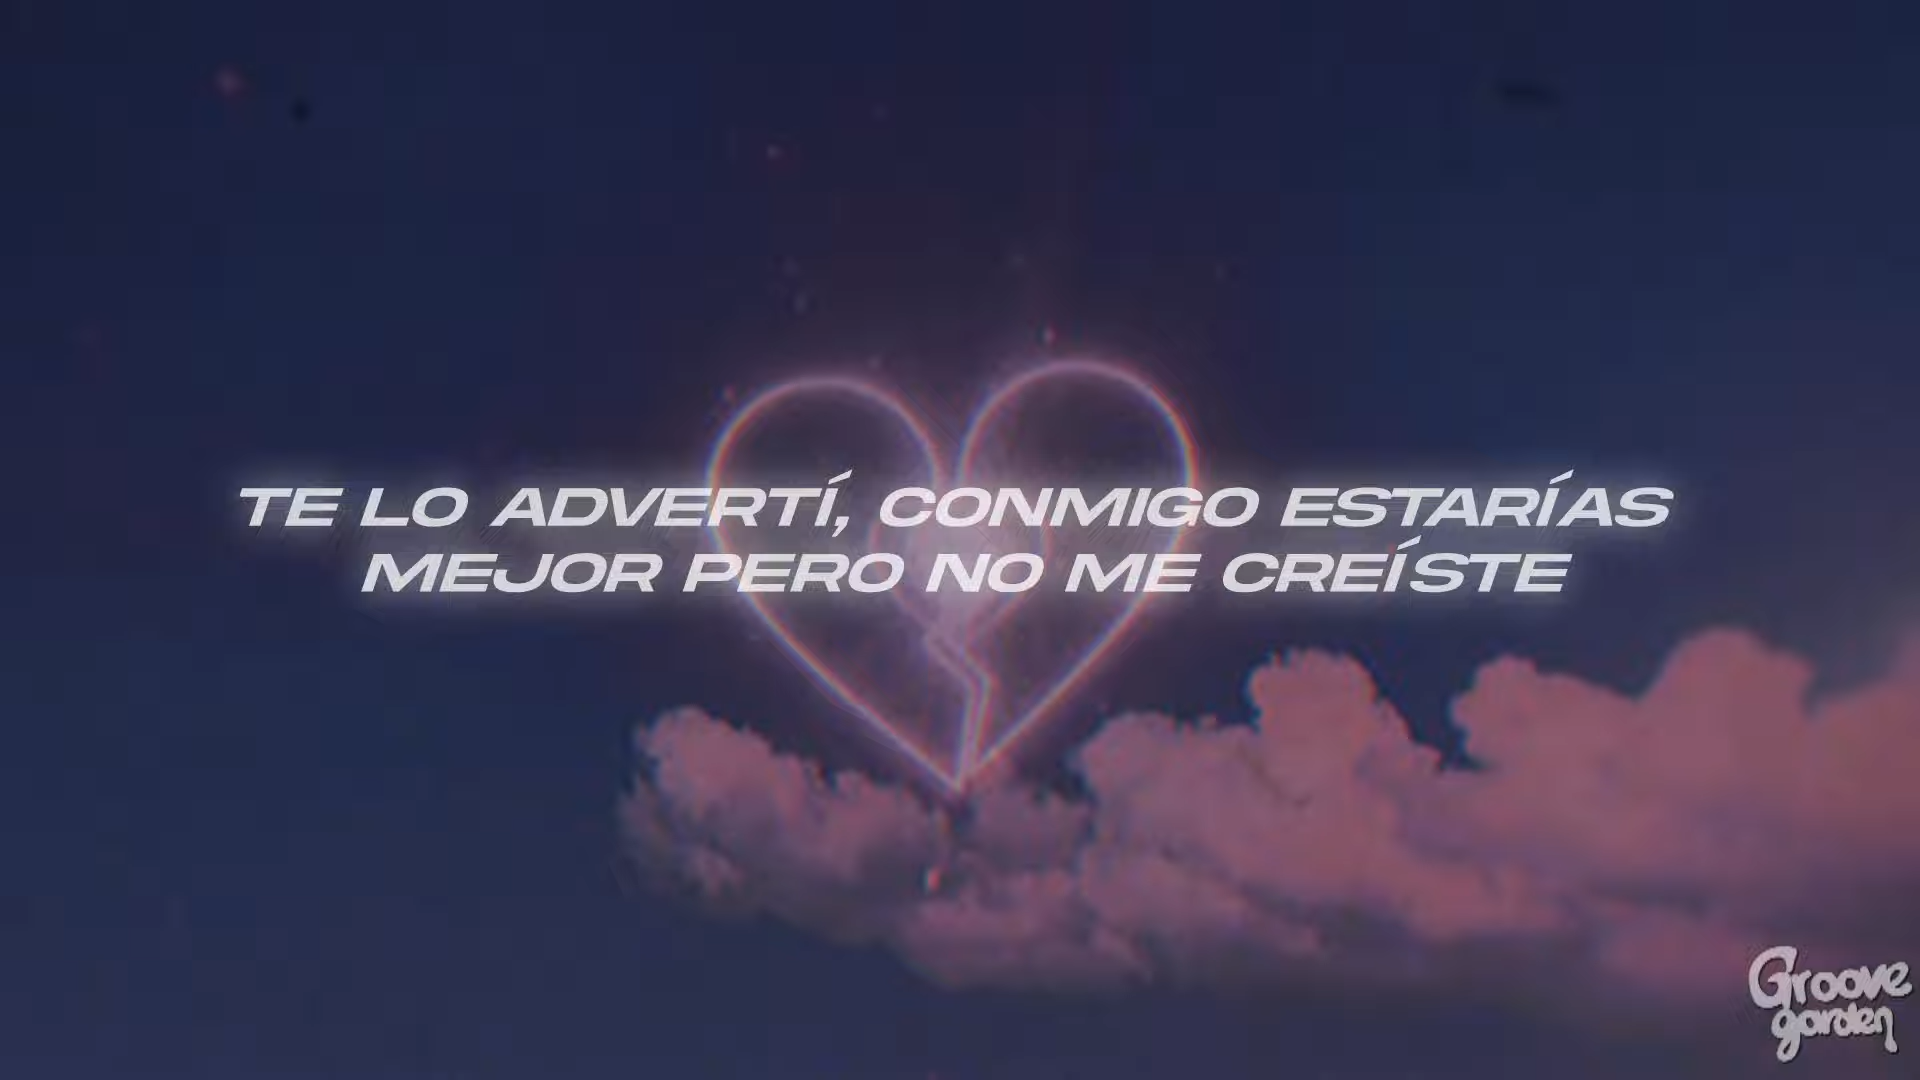 TE LO ADVERTÍ, CONMIGO ESTARÍAS
MEJOR PERO NO ME CREÍSTE
Groove
garden